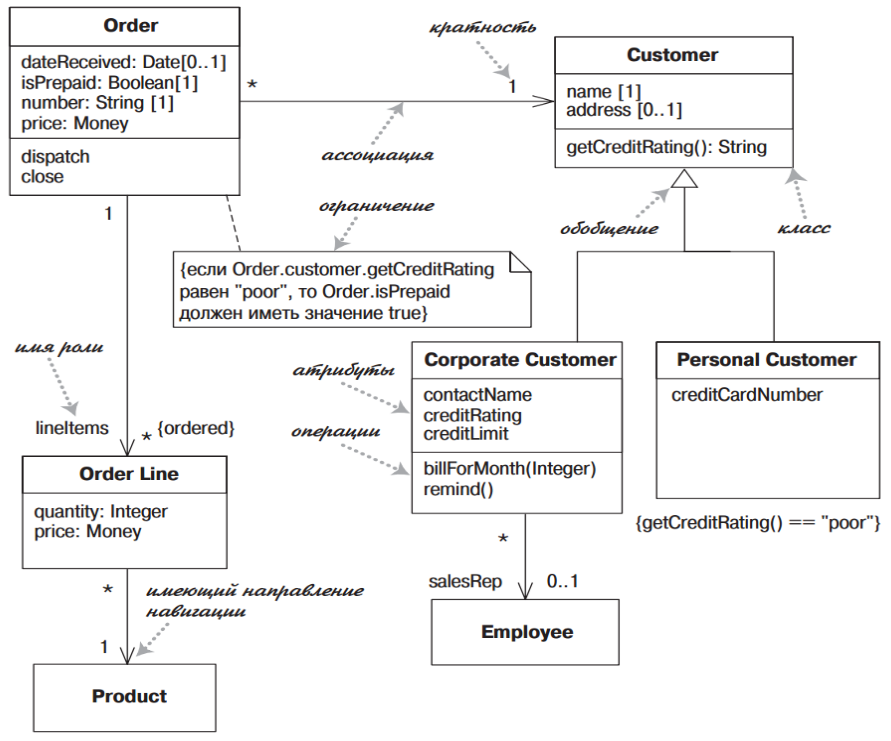 Order
dateReceived: Date[0..1]
isPrepaid: Boolean[1]
number: String [1]
price: Money
dispatch
close
*
1
кратность
ассоциация
Customer
name [1]
address [0..1]
getCreditRating(): String
1
ограничение
обобщение
класс
{если Order.customer.getCreditRating
равен "poor", то Order.isPrepaid
должен иметь значение true}
имя роли
lineItems
* {ordered}
атрибуты
операции
Corporate Customer
contactName
creditRating
creditLimit
billForMonth(Integer)
remind()
Personal Customer
creditCardNumber
{getCreditRating() == "poor"}
Order Line
quantity: Integer
price: Money
*
имеющий направление
навигации
1
Product
*
salesRep
0..1
Employee